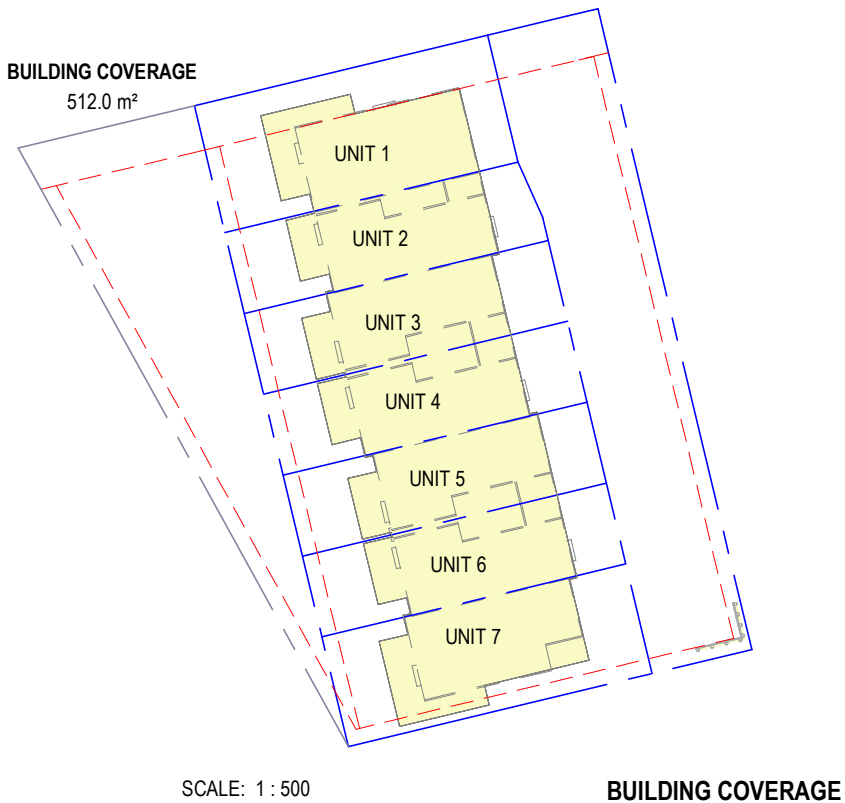 BUILDING COVERAGE
512.0 m²
UNIT 1
UNIT 2
UNIT 3
UNIT 4
UNIT 5
UNIT 6
UNIT 7
SCALE: 1 : 500
BUILDING COVERAGE